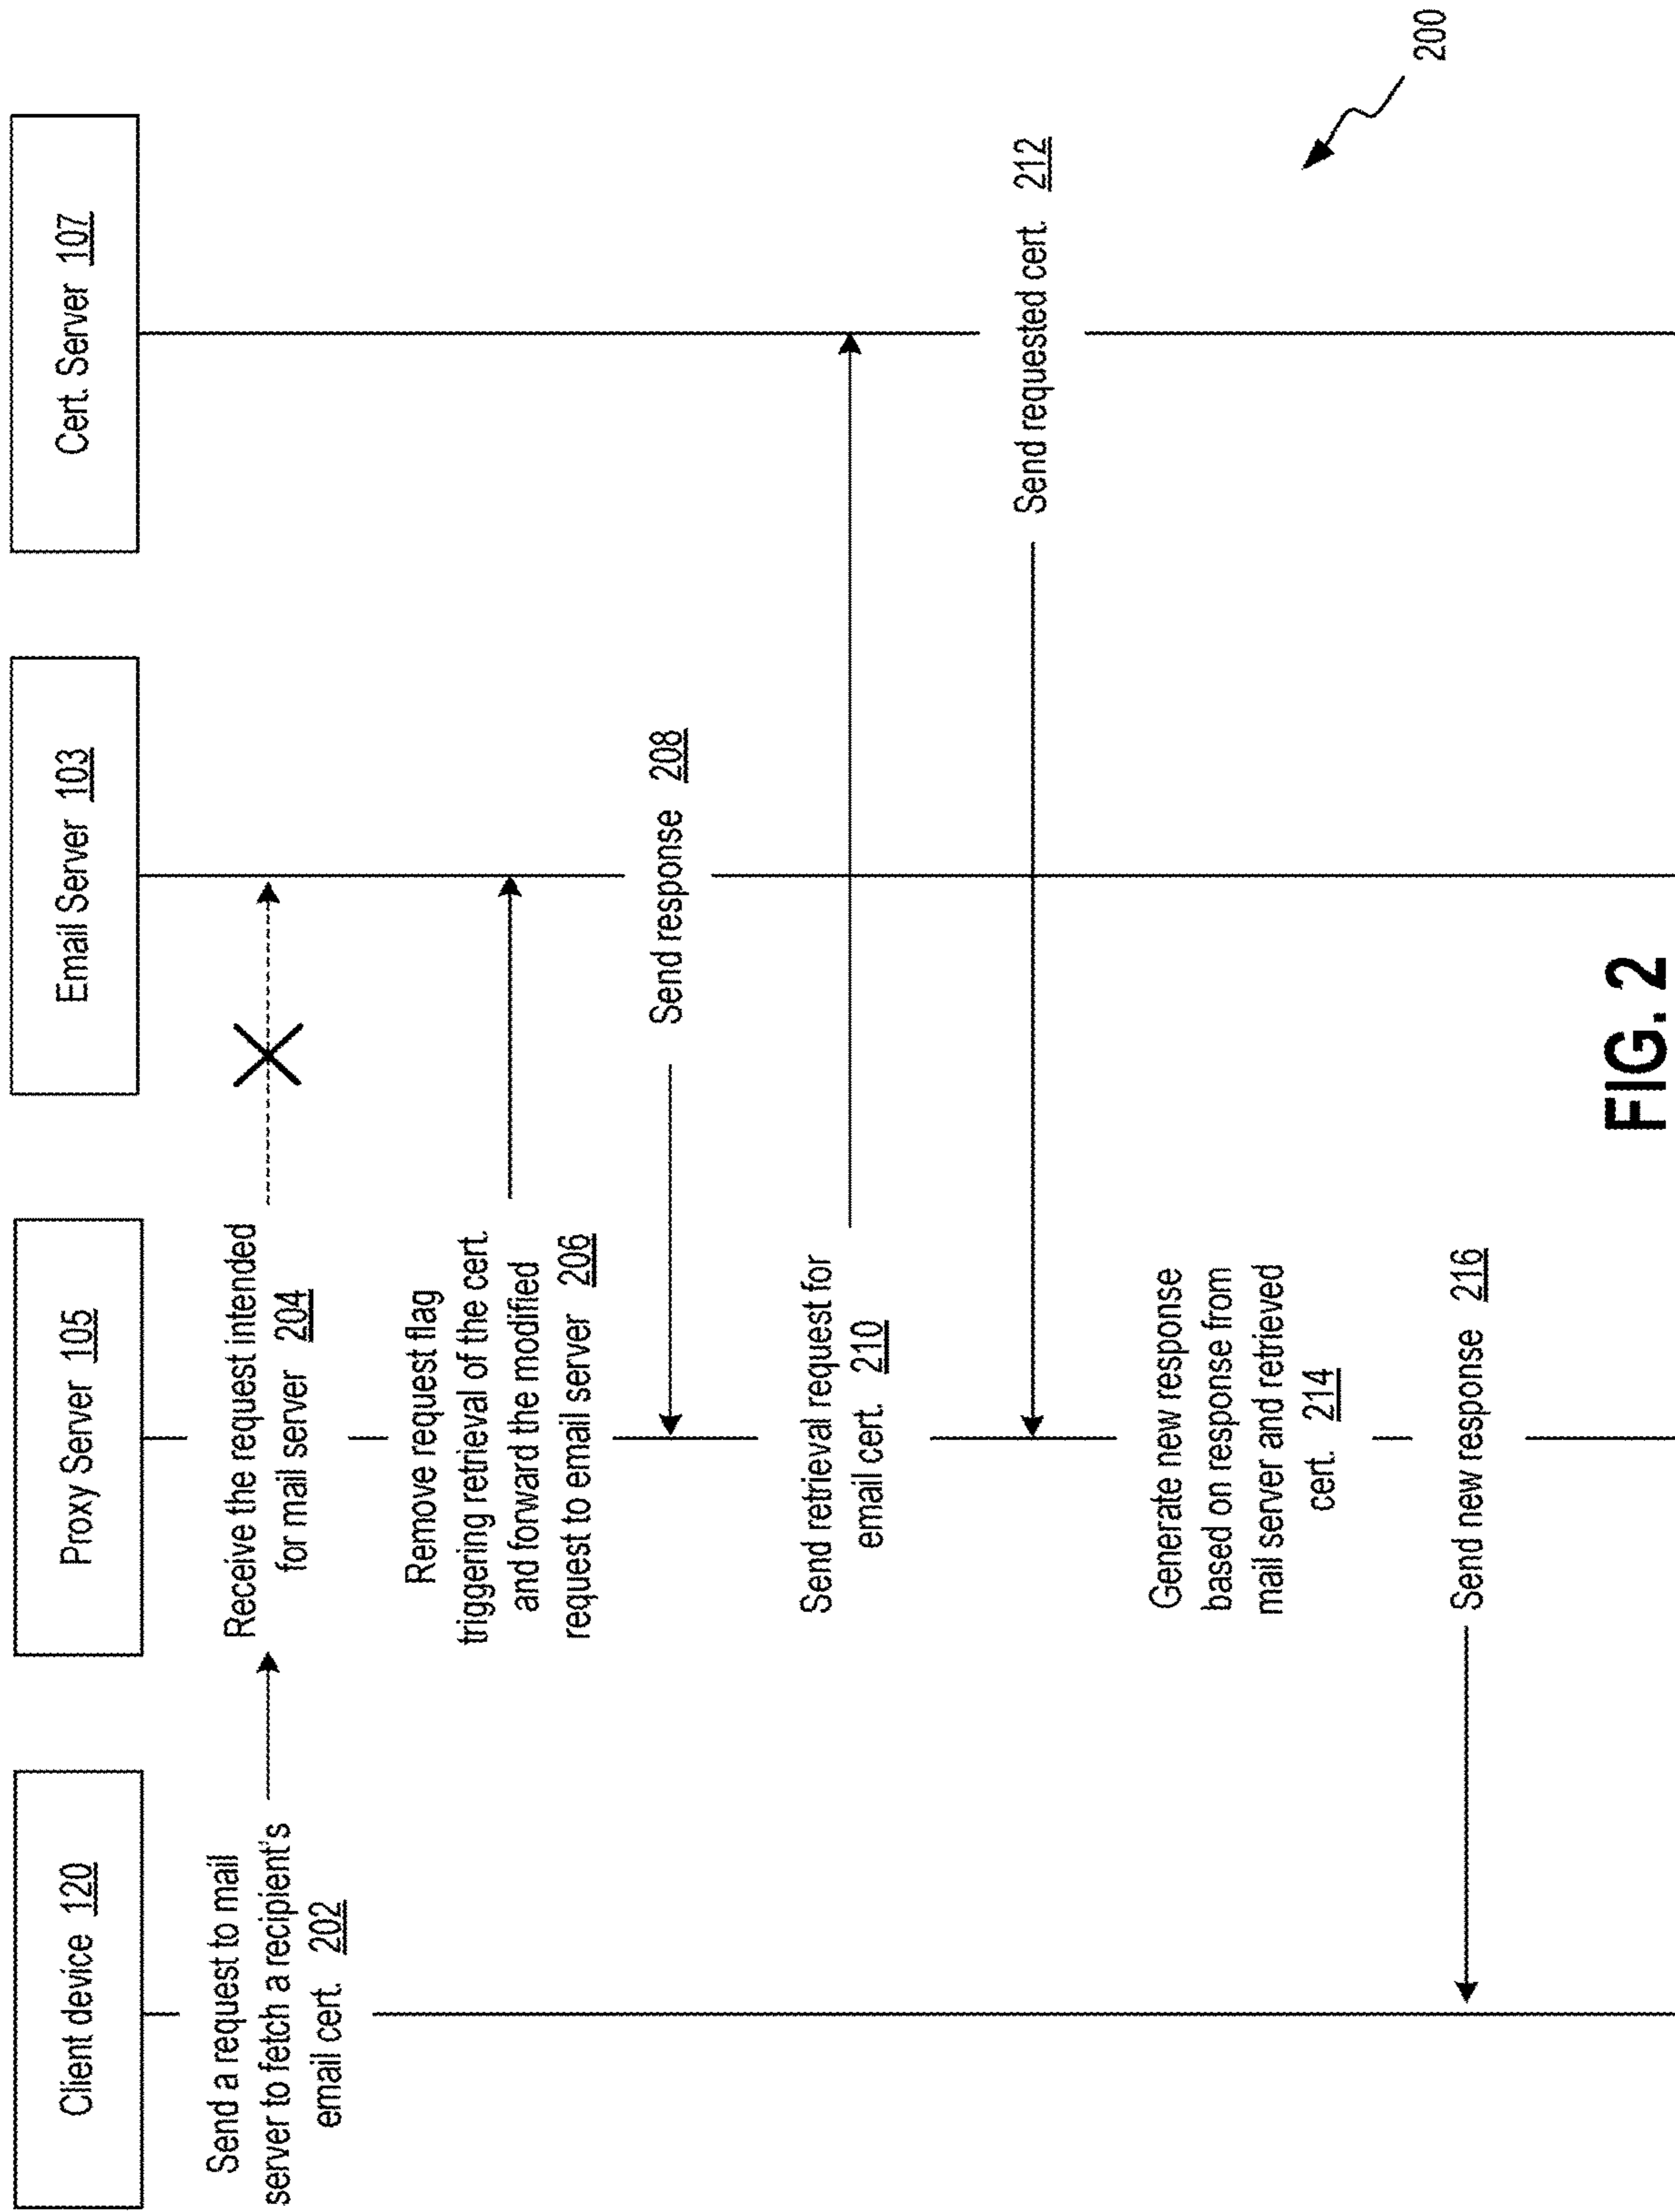 Client device 120
Proxy Server 105
Email Server 103
Cert. Server 107
Send a request to mail
server to fetch a recipient's
email cert. 202
Receive the request intended
for mail server 204
Remove request flag
triggering retrieval of the cert.
and forward the modified
request to email server 206
Send response 208
Send retrieval request for
email cert. 210
Send requested cert. 212
Generate new response
based on response from
mail server and retrieved
cert. 214
Send new response 216
200
FIG. 2